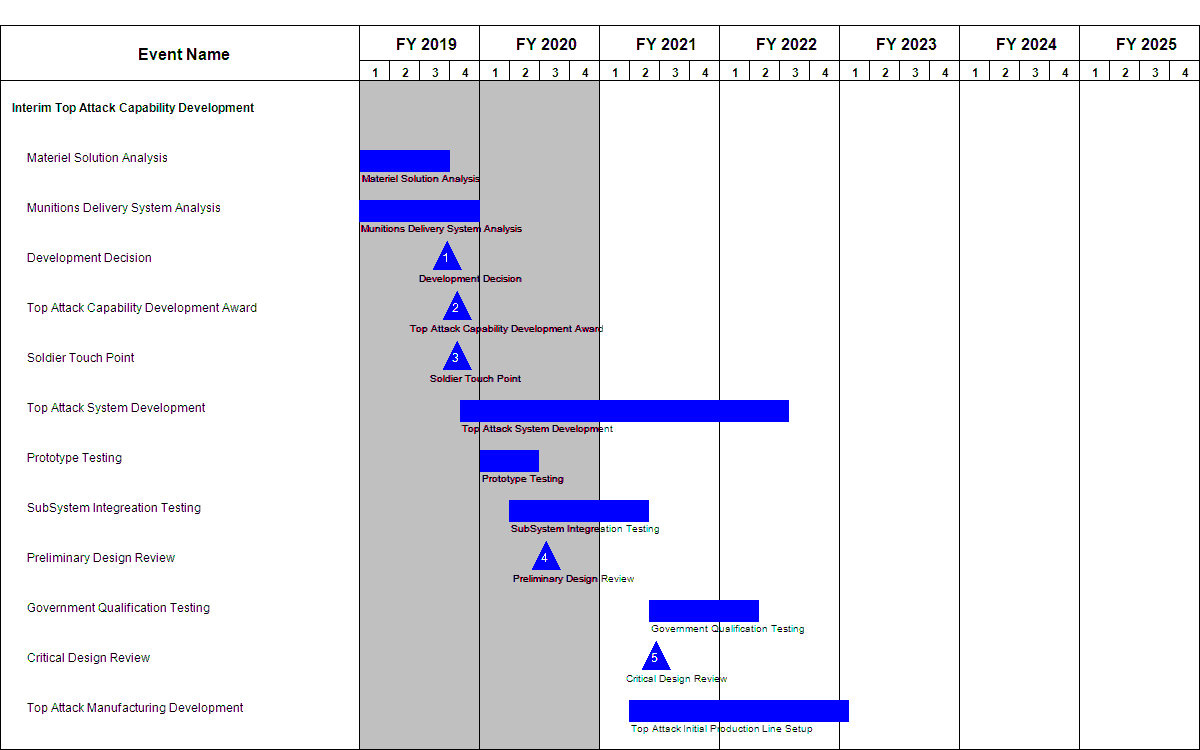 Event Name
FY 2019 FY 2020 FY 2021 FY 2022 FY 2023 FY 2024 FY 2025
1 2 3 4 1 2 3 4 1 2 3 4 1 2 3 4 1 2 3 4 1 2 3 4 1 2 3 4
Interim Top Attack Capability Development
Materiel Solution Analysis
Materiel Solution Analysis
Munitions Delivery System Analysis
Munitions Delivery System Analysis
Development Decision
1
Development Decision
Top Attack Capability Development Award
2
Top Attack Capability Development Award
Soldier Touch Point
3
Soldier Touch Point
Top Attack System Development
Top Attack System Development
Prototype Testing
Prototype Testing
SubSystem Integreation Testing
SubSystem Integreation Testing
Preliminary Design Review
4
Preliminary Design Review
Government Qualification Testing
Government Qualification Testing
Critical Design Review
5
Critical Design Review
Top Attack Manufacturing Development
Top Attack Initial Production Line Setup